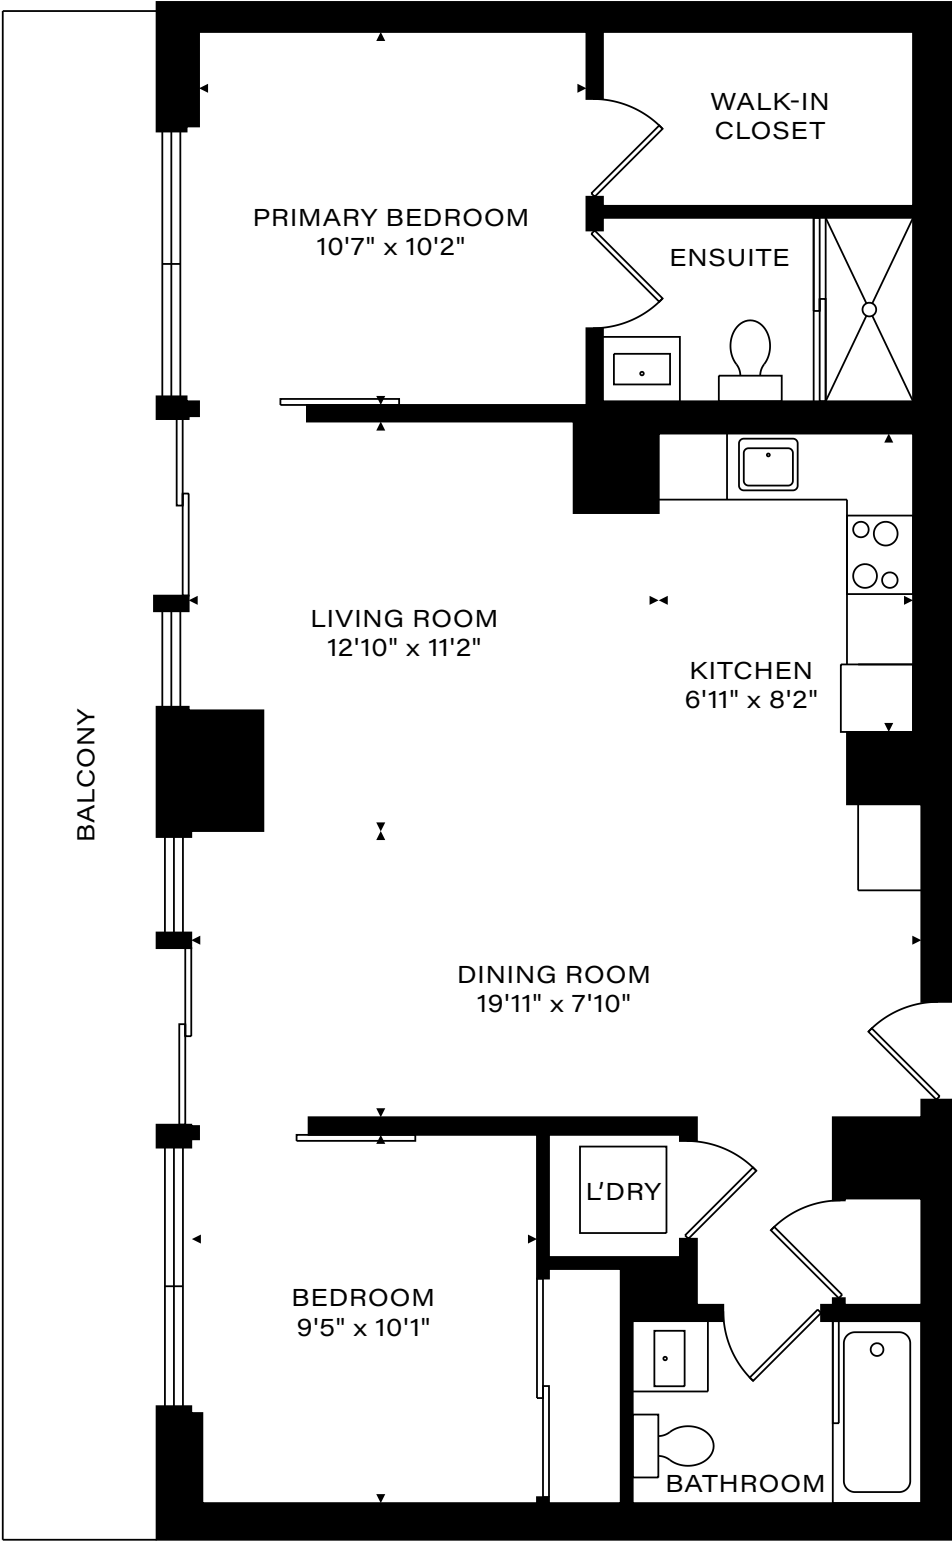 WALK-IN
CLOSET
PRIMARY BEDROOM
10'7" x 10'2"
ENSUITE
LIVING ROOM
12'10" x 11'2"
KITCHEN
6'11" x 8'2"
BALCONY
DINING ROOM
19'11" x 7'10"
L'DRY
BEDROOM
9'5" x 10'1"
BATHROOM